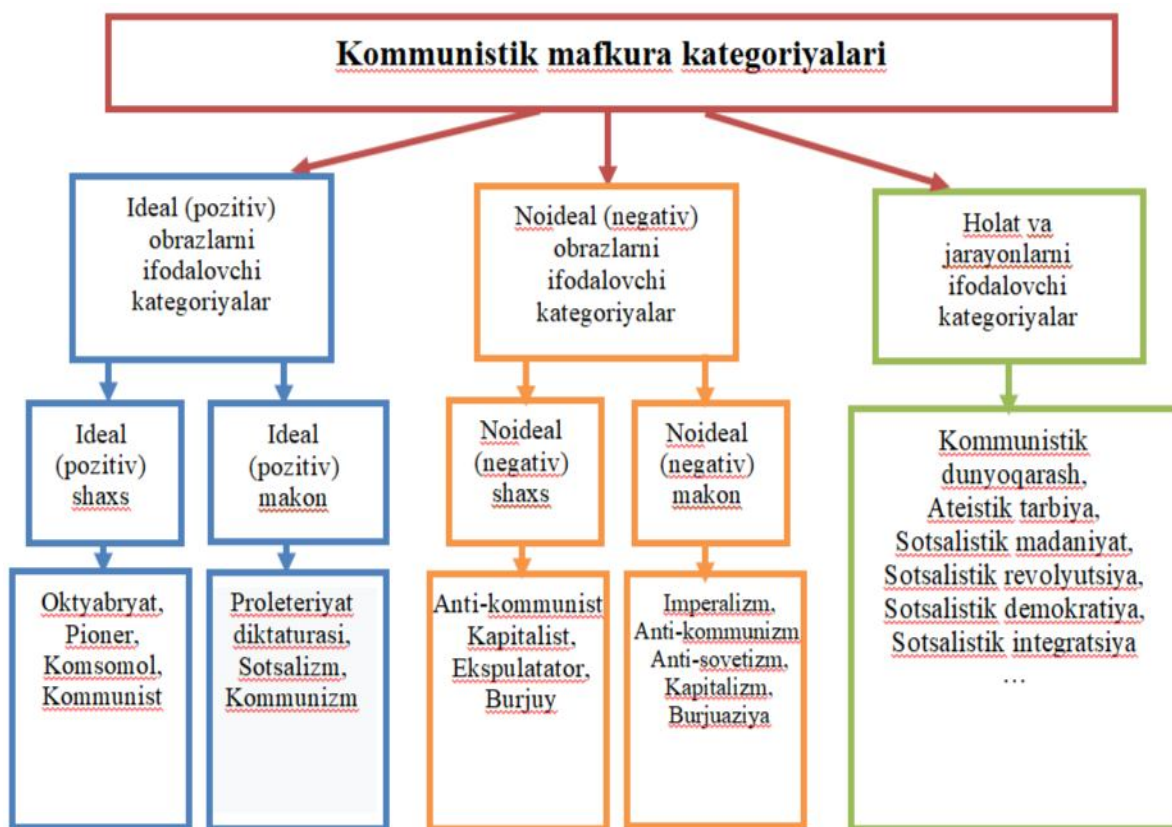 Kommunistik mafkura kategoriyalari
Ideal (pozitiv)
obrazlarni
ifodalovchi
kategoriyalar
Noideal (negativ)
obrazlarni
ifodalovchi
kategoriyalar
Holat va
jarayonlarni
ifodalovchi
kategoriyalar
Ideal
(pozitiv)
shaxs
Ideal
(pozitiv)
makon
Noideal
(negativ)
shaxs
Noideal
(negativ)
makon
Oktyabryat,
Pioner,
Komsomol,
Kommunist
Proleteriyat
diktaturasi,
Sotsalizm,
Kommunizm
Anti-kommunist
Kapitalist,
Ekspulatator,
Burjuy
Imperalizm,
Anti-kommunizm
Anti-sovetizm,
Kapitalizm,
Burjuaziya
Kommunistik
dunyoqarash,
Ateistik tarbiya,
Sotsalistik madaniyat,
Sotsalistik revolyutsiya,
Sotsalistik demokratiya,
Sotsalistik integratsiya
…